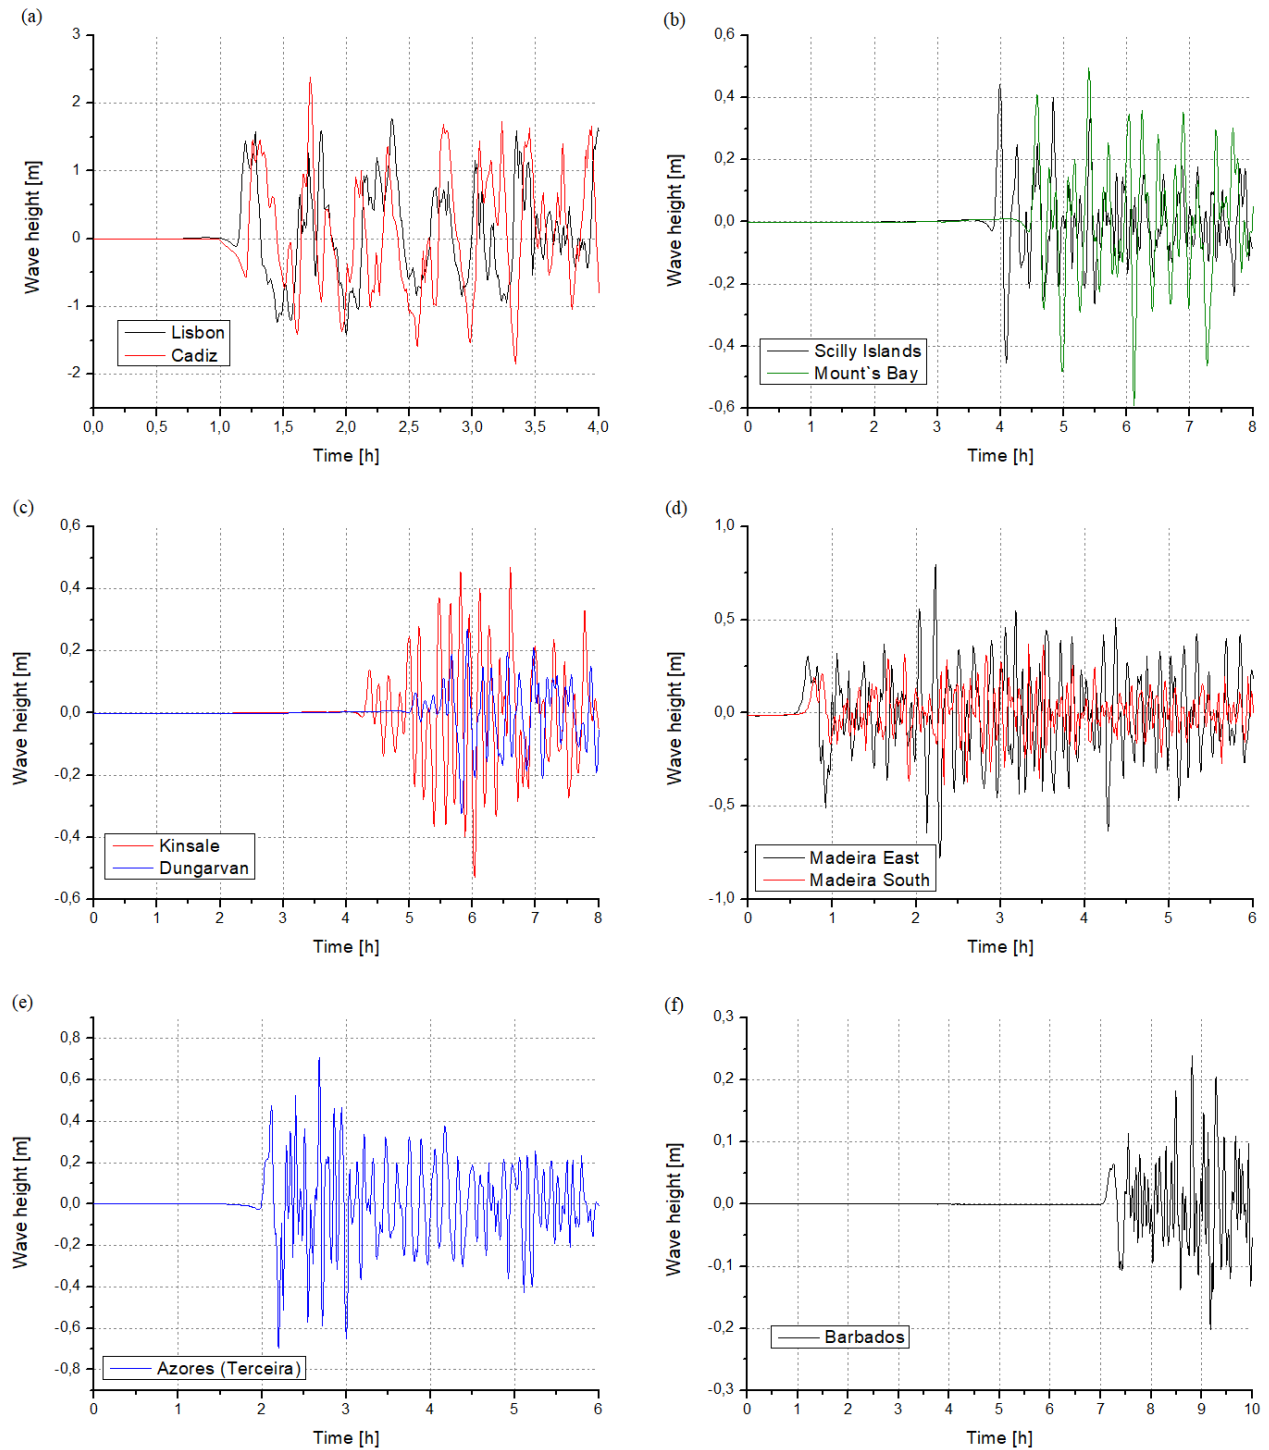 (a)
3
2
1
0
-1
-2
Wave height [m]
Lisbon
Cadíz
0,0 0,5 1,0 1,5 2,0 2,5 3,0 3,5 4,0
Time [h]
(b)
0,6
0,4
0,2
0,0
-0,2
-0,4
-0,6
Wave height [m]
Scilly Islands
Mount`s Bay
0 1 2 3 4 5 6 7 8
Time [h]
(c)
0,6
0,4
0,2
0,0
-0,2
-0,4
-0,6
Wave height [m]
Kinsale
Dungarvan
0 1 2 3 4 5 6 7 8
Time [h]
(d)
1,0
0,5
0,0
-0,5
-1,0
Wave height [m]
Madeira East
Madeira South
0 1 2 3 4 5 6
Time [h]
(e)
0,8
0,6
0,4
0,2
0,0
-0,2
-0,4
-0,6
-0,8
Wave height [m]
Azores (Terceira)
0 1 2 3 4 5 6
Time [h]
(f)
0,3
0,2
0,1
0,0
-0,1
-0,2
-0,3
Wave height [m]
Barbados
0 1 2 3 4 5 6 7 8 9 10
Time [h]